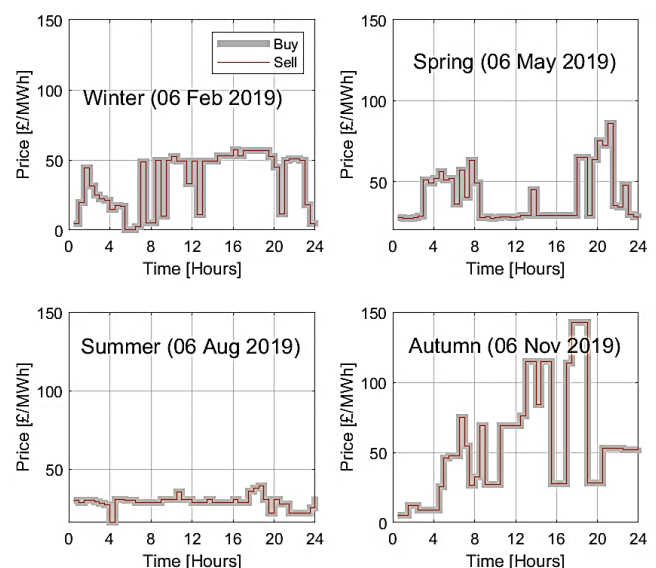 150
100
50
0
Price [£/MWh]
Buy
Sell
Winter (06 Feb 2019)
0 4 8 12 16 20 24
Time [Hours]
150
100
50
Price [£/MWh]
Spring (06 May 2019)
0 4 8 12 16 20 24
Time [Hours]
150
100
50
Price [£/MWh]
Summer (06 Aug 2019)
0 4 8 12 16 20 24
Time [Hours]
150
100
50
0
Price [£/MWh]
Autumn (06 Nov 2019)
0 4 8 12 16 20 24
Time [Hours]